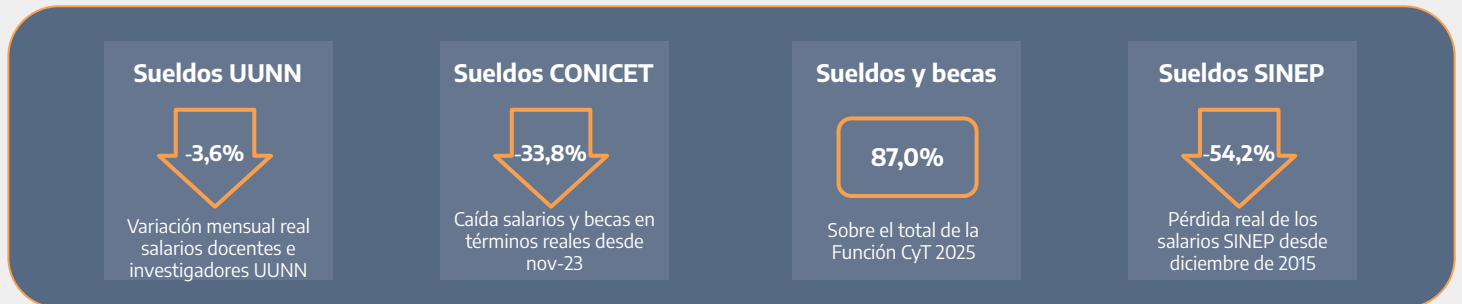 Sueldos UUNN
-3,6%
Variación mensual real
salarios docentes e
investigadores UUNN
Sueldos CONICET
-33,8%
Caída salarios y becas en
términos reales desde
nov-23
Sueldos y becas
87,0%
Sobre el total de la
Función CyT 2025
Sueldos SINEP
-54,2%
Pérdida real de los
salarios SINEP desde
diciembre de 2015